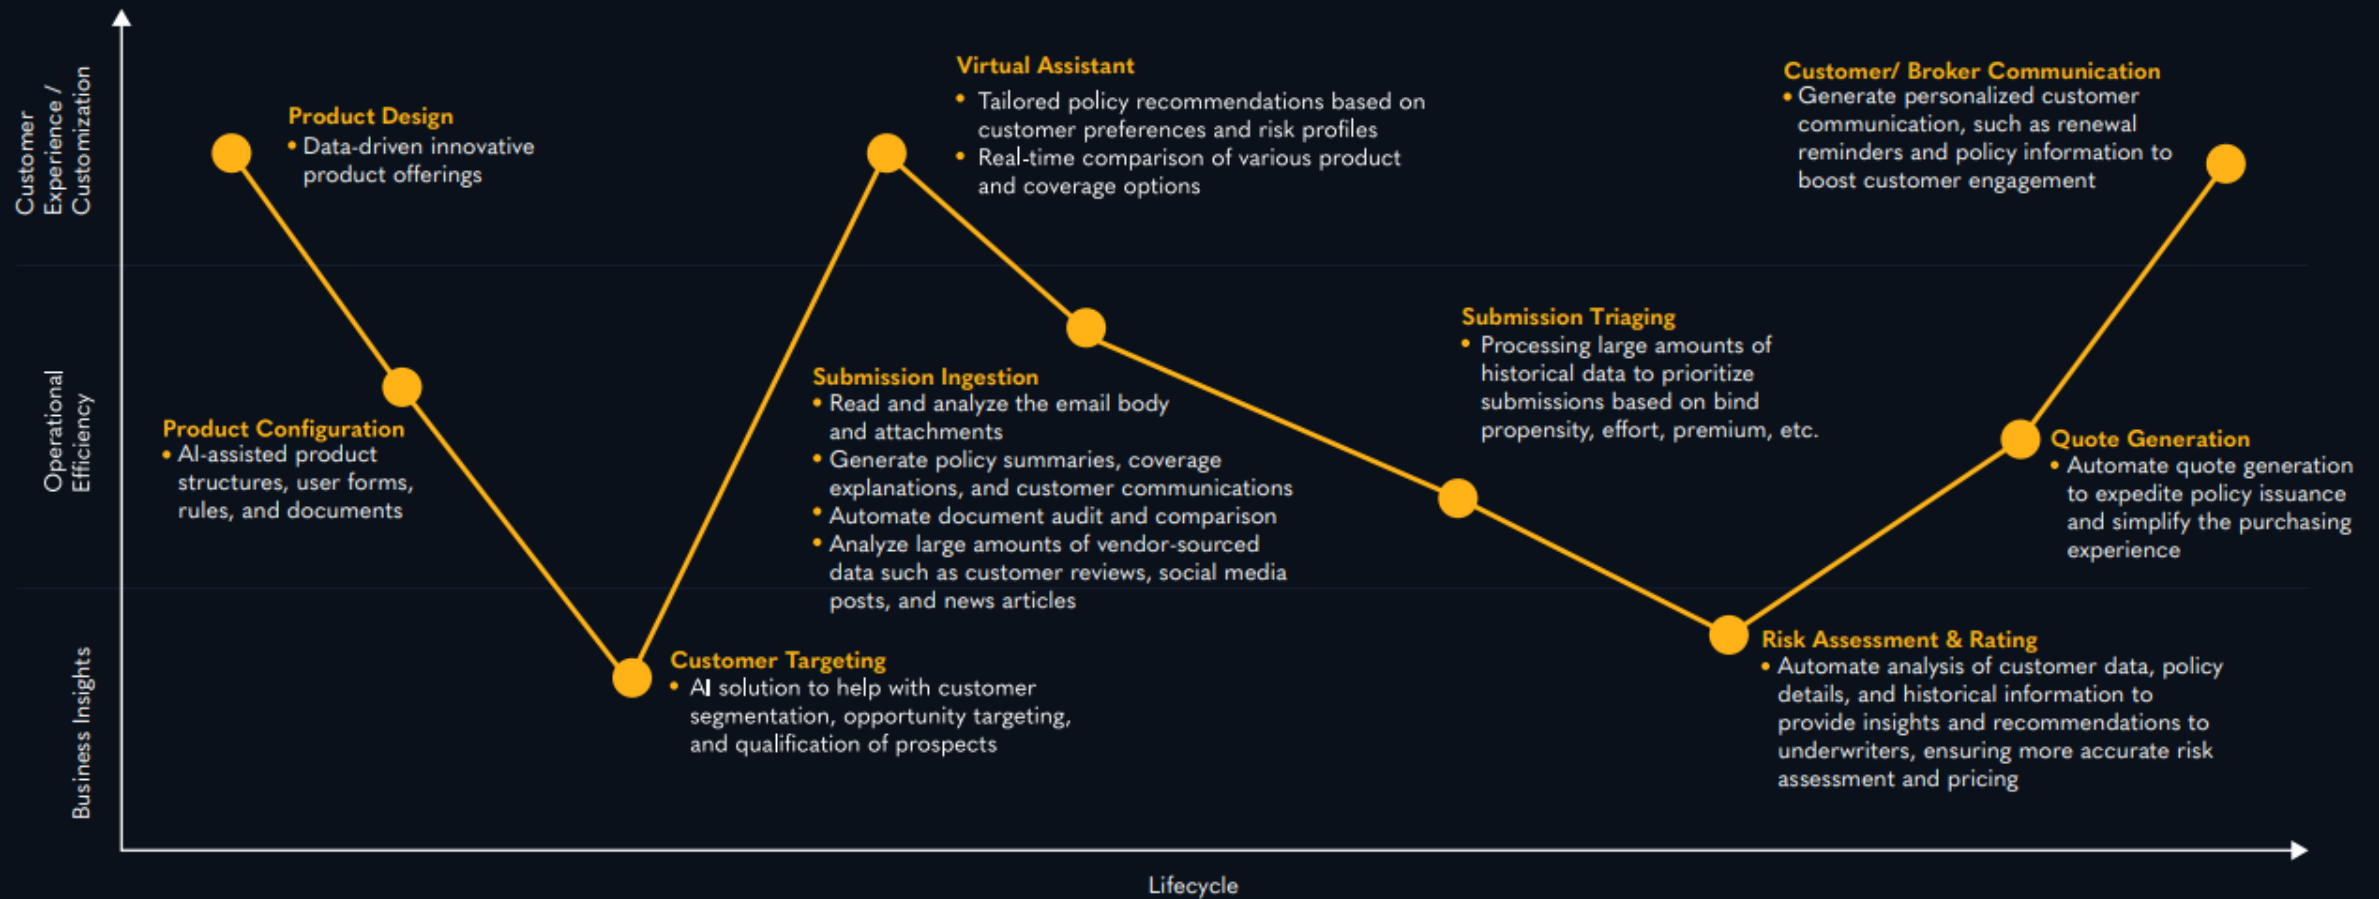 Customer
Experience /
Customization
Operational
Efficiency
Business Insights
Product Design
• Data-driven innovative
product offerings
Product Configuration
• AI-assisted product
structures, user forms,
rules, and documents
Customer Targeting
• AI solution to help with customer
segmentation, opportunity targeting,
and qualification of prospects
Virtual Assistant
• Tailored policy recommendations based on
customer preferences and risk profiles
• Real-time comparison of various product
and coverage options
Submission Ingestion
• Read and analyze the email body
and attachments
• Generate policy summaries, coverage
explanations, and customer communications
• Automate document audit and comparison
• Analyze large amounts of vendor-sourced
data such as customer reviews, social media
posts, and news articles
Submission Triaging
• Processing large amounts of
historical data to prioritize
submissions based on bind
propensity, effort, premium, etc.
Risk Assessment & Rating
• Automate analysis of customer data, policy
details, and historical information to
provide insights and recommendations to
underwriters, ensuring more accurate risk
assessment and pricing
Quote Generation
• Automate quote generation
to expedite policy issuance
and simplify the purchasing
experience
Customer/ Broker Communication
• Generate personalized customer
communication, such as renewal
reminders and policy information to
boost customer engagement
Lifecycle